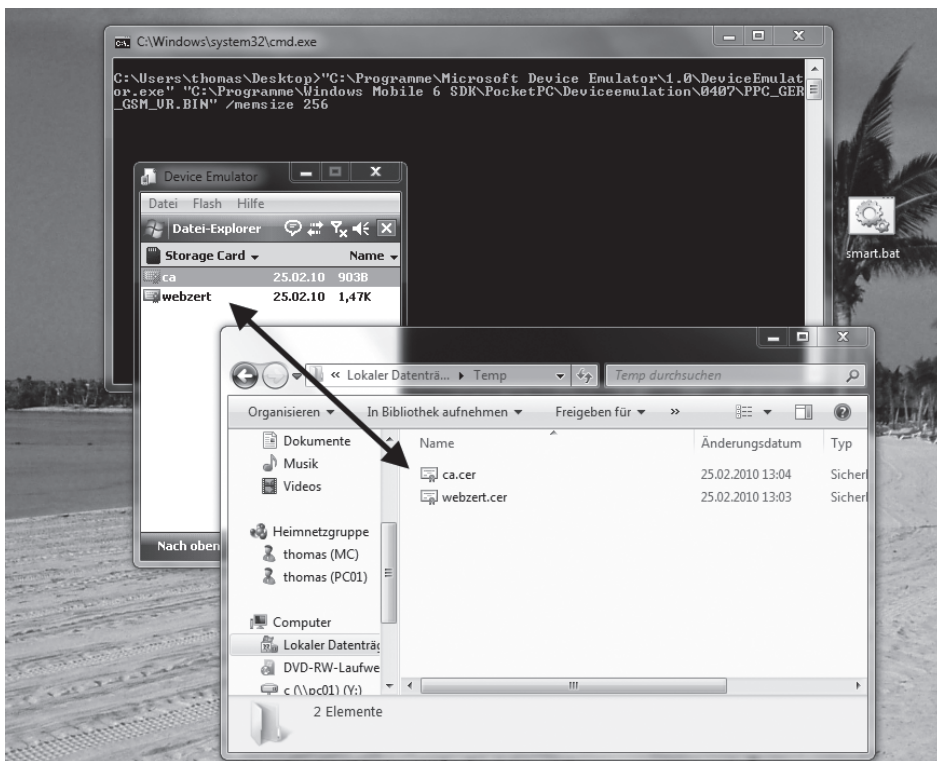 C:\Windows\system32\cmd.exe
C:\Users\thomas\Desktop>"C:\Programme\Microsoft Device Emulator\1.0\DeviceEmulat
or.exe" "C:\Programme\Windows Mobile 6 SDK\PocketPC\Deviceemulation\0407\PPC_GER
_GSM_VR.BIN" /memsize 256
Device Emulator
Datei Flash Hilfe
Datei-Explorer
Storage Card Name
ca 25.02.10 903B
webzert 25.02.10 1,47K
Nach oben
smart.bat
« Lokaler Datenträ... Temp Temp durchsuchen
Organisieren In Bibliothek aufnehmen Freigeben für »
Dokumente
Musik
Videos
Heimnetzgruppe
thomas (MC)
thomas (PC01)
Computer
Lokaler Datenträg
DVD-RW-Laufwe
c (\\pc01) (Y:)
Name Änderungsdatum Typ
ca.cer 25.02.2010 13:04 Sicherl
webzert.cer 25.02.2010 13:03 Sicherl
2 Elemente